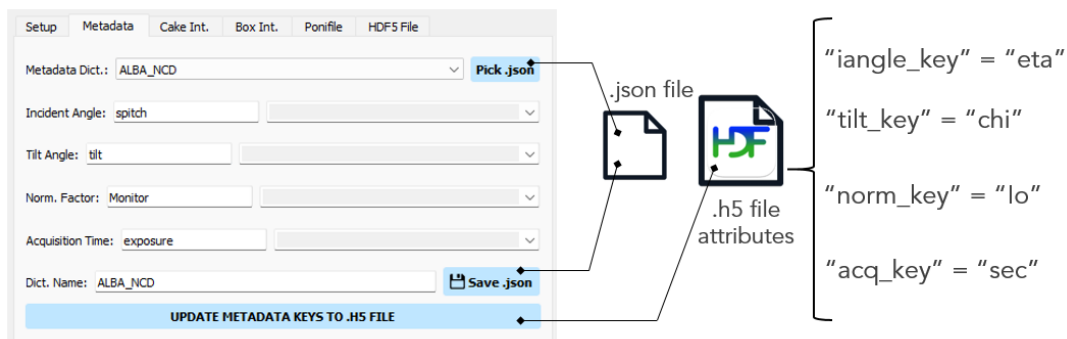 Setup Metadata Cake Int. Box Int. Ponifile HDF5 File
Metadata Dict.: ALBA_NCD Pick .json
Incident Angle: spitch
Tilt Angle: tilt
Norm. Factor: Monitor
Acquisition Time: exposure
Dict. Name: ALBA_NCD Save .json
UPDATE METADATA KEYS TO .H5 FILE
.json file
HDF
.h5 file
attributes
“iangle_key” = “eta”
“tilt_key” = “chi”
“norm_key” = “Io”
“acq_key” = “sec”